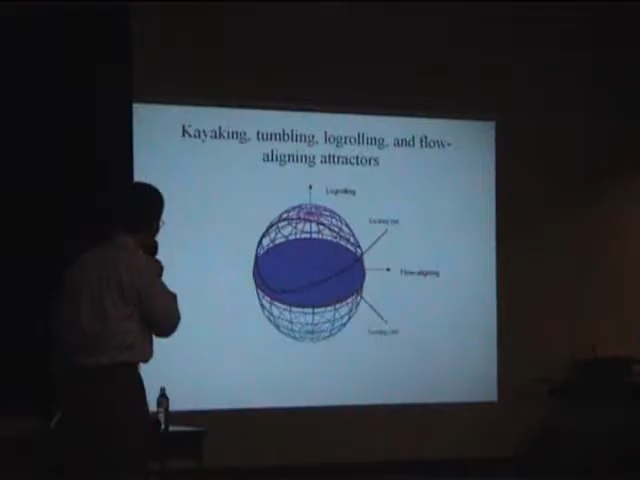 Kayaking, tumbling, logrolling, and flow-
aligning attractors
Logrolling
Flow-aligning